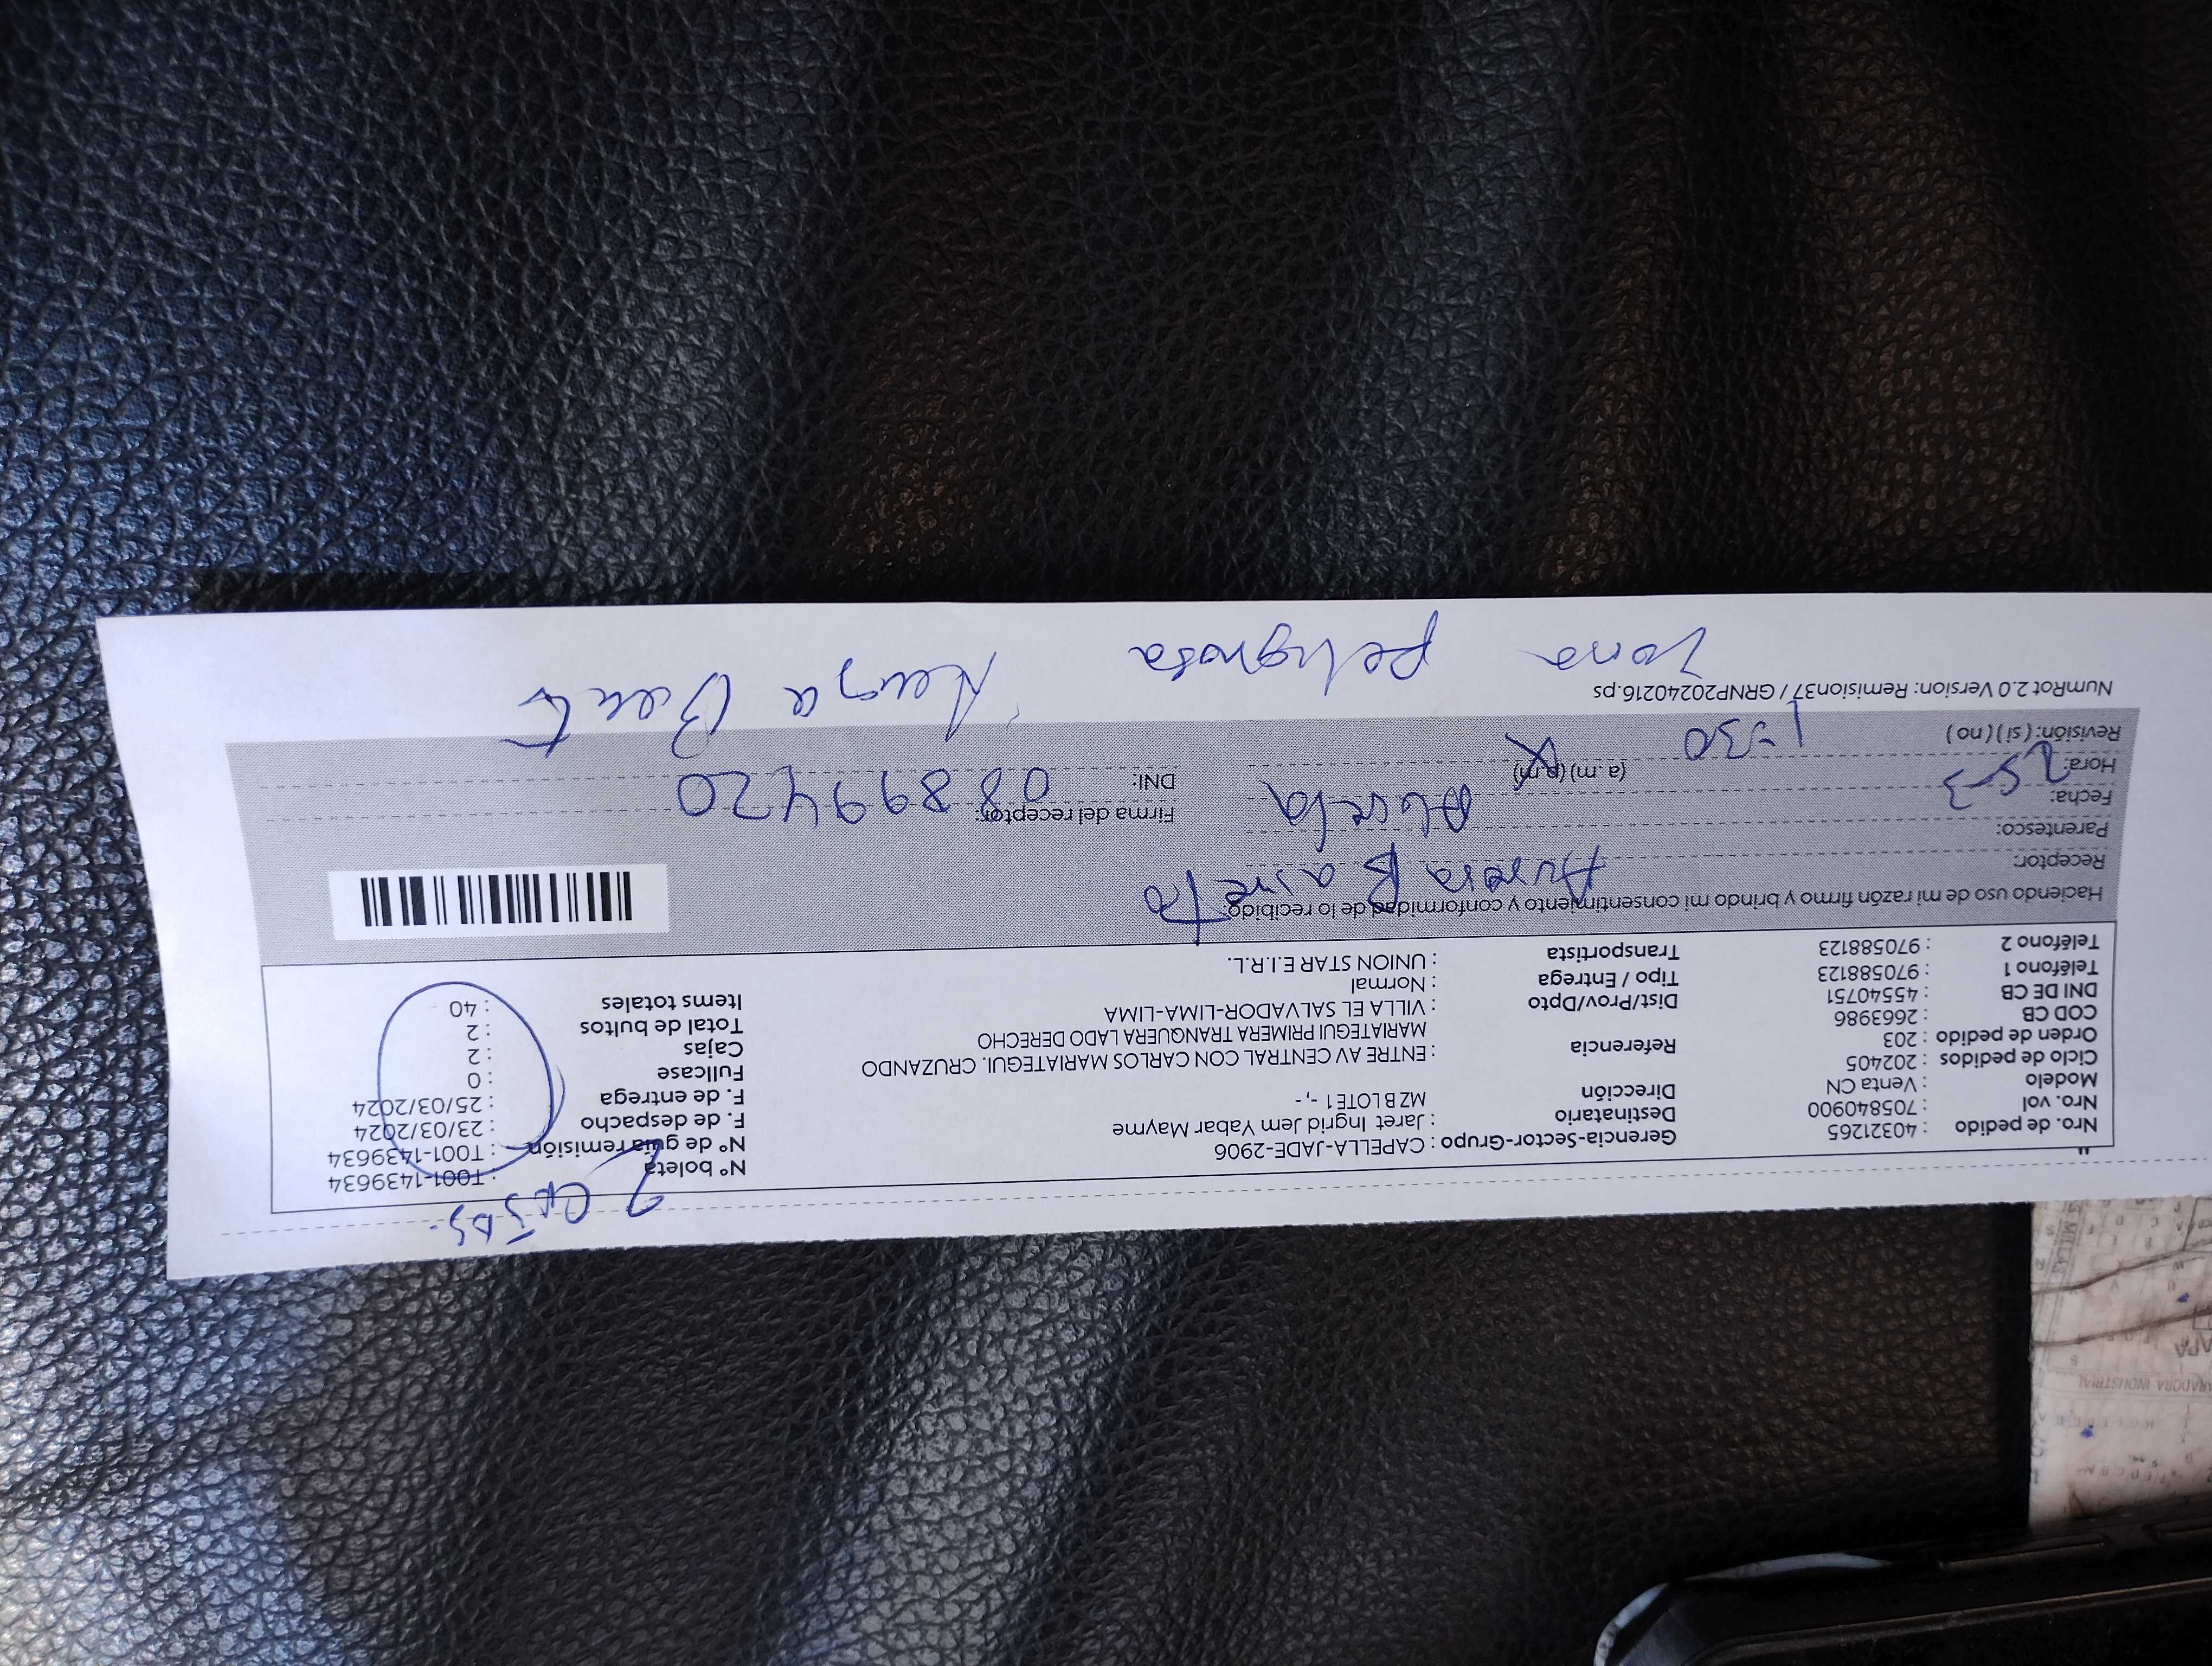 2 cajas.
Nro. de pedido : 40321265 Gerencia-Sector-Grupo : CAPELLA-JADE-2906 N° boleta : T001-1439634
Nro. vol : 705840900 Destinatario : Jaret Ingrid Jem Yabar Mayme N° de guia remisión : T001-1439634
Modelo : Venta CN Dirección MZ B LOTE 1 -, - F. de despacho : 23/03/2024
Ciclo de pedidos : 202405 F. de entrega : 25/03/2024
Orden de pedido : 203 Referencia : ENTRE AV CENTRAL CON CARLOS MARIATEGUI. CRUZANDO Fullcase : 0
COD CB : 2663986 MARIATEGUI PRIMERA TRANQUERA LADO DERECHO Cajas : 2
DNI DE CB : 45540751 Dist/Prov/Dpto : VILLA EL SALVADOR-LIMA-LIMA Total de bultos : 2
Teléfono 1 : 970588123 Tipo / Entrega : Normal Items totales : 40
Teléfono 2 : 970588123 Transportista : UNION STAR E.I.R.L.
Haciendo uso de mi razón firmo y brindo mi consentimiento y conformidad de lo recibido:
Receptor: Aurora Basneto
Parentesco: Abuela
Fecha: 25-3 Firma del receptor:
Hora: 1-30 (a. m) (p.m) DNI: 08899420
Revisión: ( si ) ( no )
NumRot 2.0 Version: Remision37 / GRNP20240216.ps
Zona peligrosa